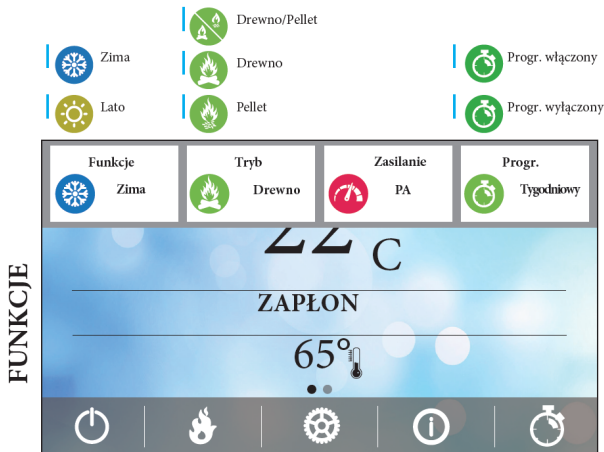 Drewno/Pellet
Zima
Drewno
Progr. włączony
Lato
Pellet
Progr. wyłączony
Funkcje
Zima
Tryb
Drewno
Zasilanie
PA
Progr.
Tygodniowy
22 C
ZAPŁON
65°
FUNKCJE